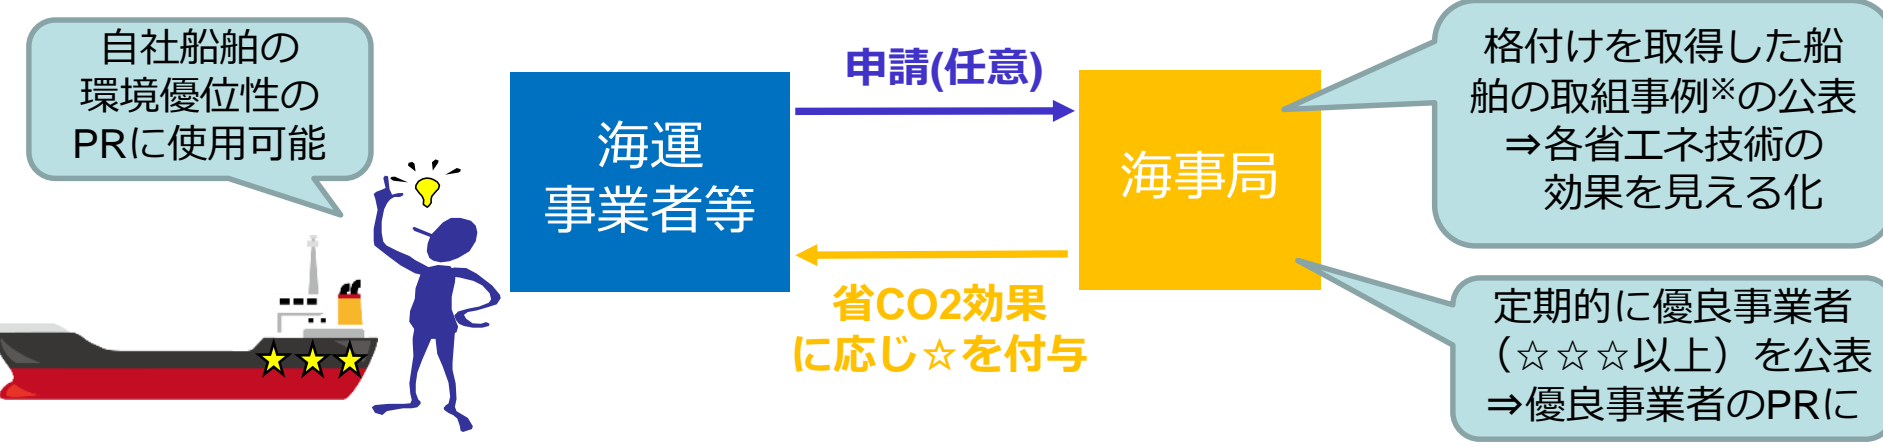 自社船舶の
環境優位性の
PRに使用可能
海運
事業者等
申請(任意)
省CO2効果
に応じ☆を付与
海事局
格付けを取得した船
舶の取組事例※の公表
⇒各省エネ技術の
効果を見える化
定期的に優良事業者
（☆☆☆以上）を公表
⇒優良事業者のPRに